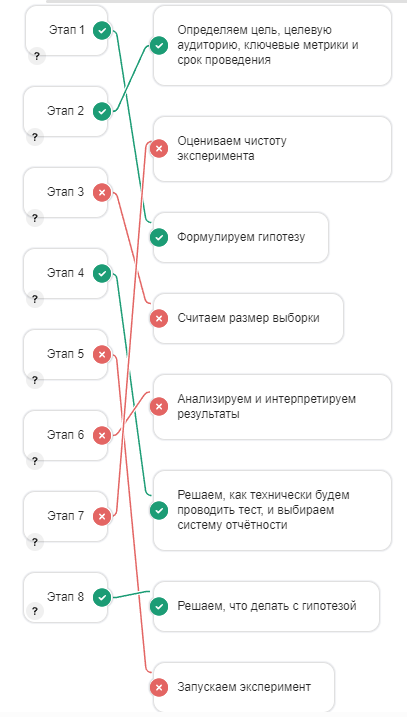 Этап 1
?
Этап 2
?
Этап 3
?
Этап 4
?
Этап 5
?
Этап 6
?
Этап 7
?
Этап 8
?
Определяем цель, целевую
аудиторию, ключевые метрики и
срок проведения
Оцениваем чистоту
эксперимента
Формулируем гипотезу
Считаем размер выборки
Анализируем и интерпретируем
результаты
Решаем, как технически будем
проводить тест, и выбираем
систему отчётности
Решаем, что делать с гипотезой
Запускаем эксперимент